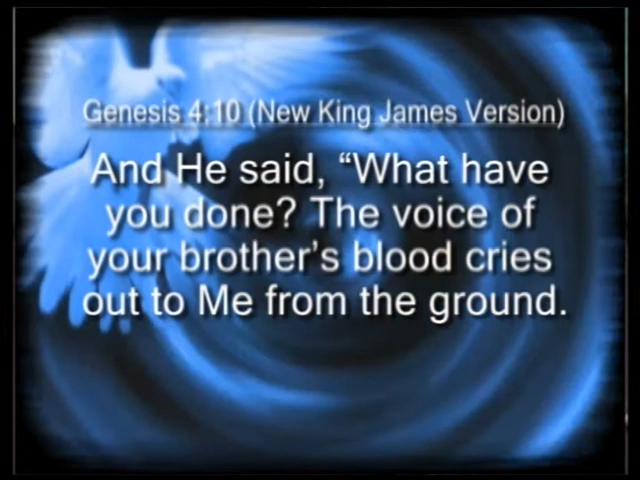 Genesis 4:10 (New King James Version)
And He said, “What have
you done? The voice of
your brother’s blood cries
out to Me from the ground.